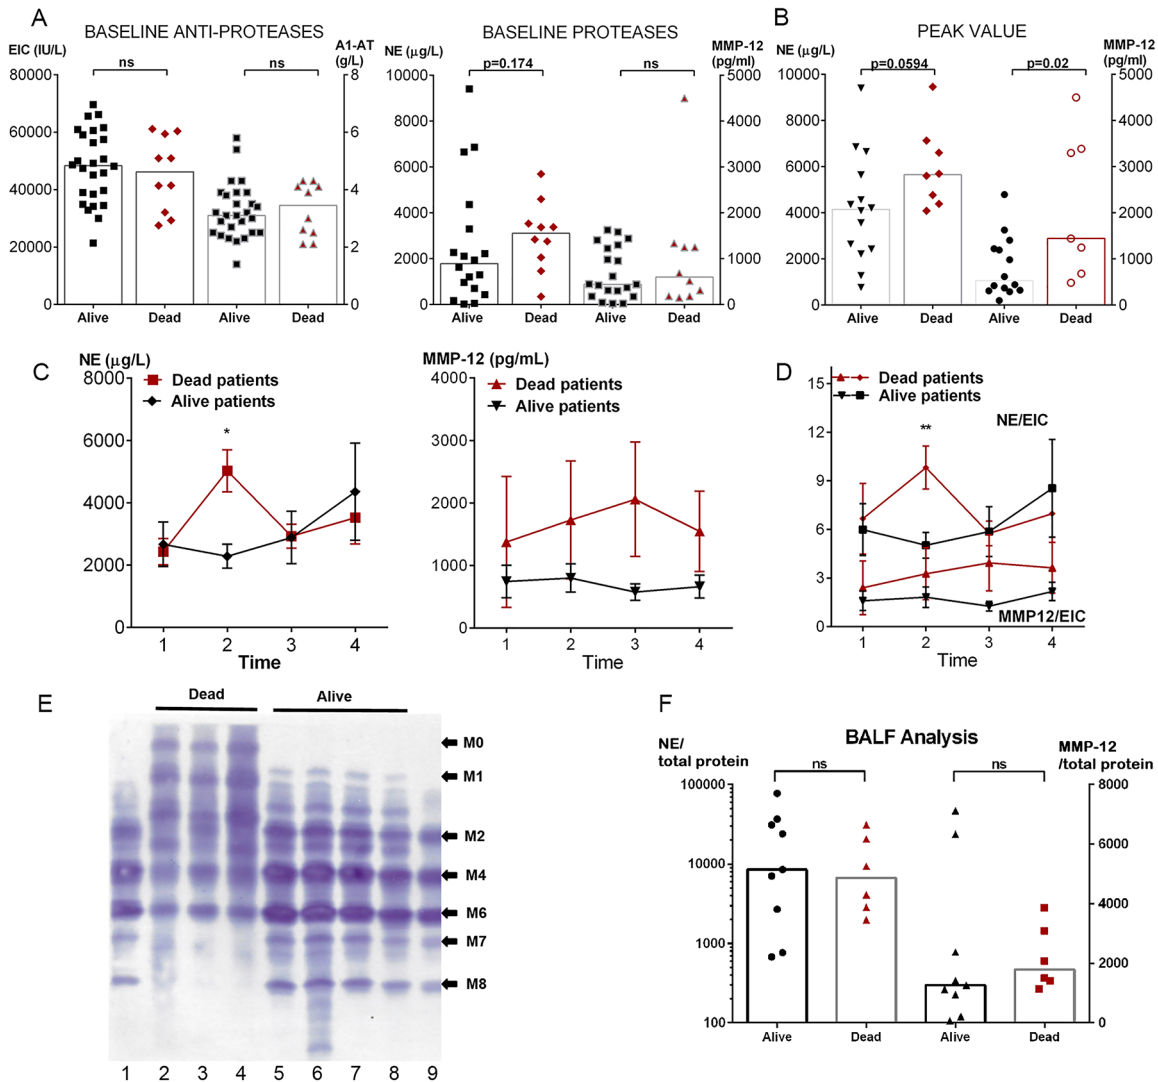 A
BASELINE ANTI-PROTEASES
EIC (IU/L)
A1-AT
(g/L)
ns
ns
80000
60000
40000
20000
0
8
6
4
2
0
Alive
Dead
Alive
Dead
BASELINE PROTEASES
NE (µg/L)
MMP-12
(pg/ml)
p=0.174
ns
10000
8000
6000
4000
2000
0
5000
4000
3000
2000
1000
0
Alive
Dead
Alive
Dead
B
PEAK VALUE
NE (µg/L)
MMP-12
(pg/ml)
p=0.0594
p=0.02
10000
8000
6000
4000
2000
0
5000
4000
3000
2000
1000
0
Alive
Dead
Alive
Dead
C
NE (µg/L)
Dead patients
Alive patients
8000
6000
4000
2000
0
*
1 2 3 4
Time
MMP-12 (pg/mL)
Dead patients
Alive patients
4000
3000
2000
1000
0
1 2 3 4
Time
D
Dead patients
Alive patients
NE/EIC
**
15
12
9
6
3
0
MMP12/EIC
1 2 3 4
Time
E
Dead
Alive
M0
M1
M2
M4
M6
M7
M8
1 2 3 4 5 6 7 8 9
F
BALF Analysis
NE/
total protein
MMP-12
/total protein
ns
ns
100000
10000
1000
100
8000
6000
4000
2000
0
Alive
Dead
Alive
Dead